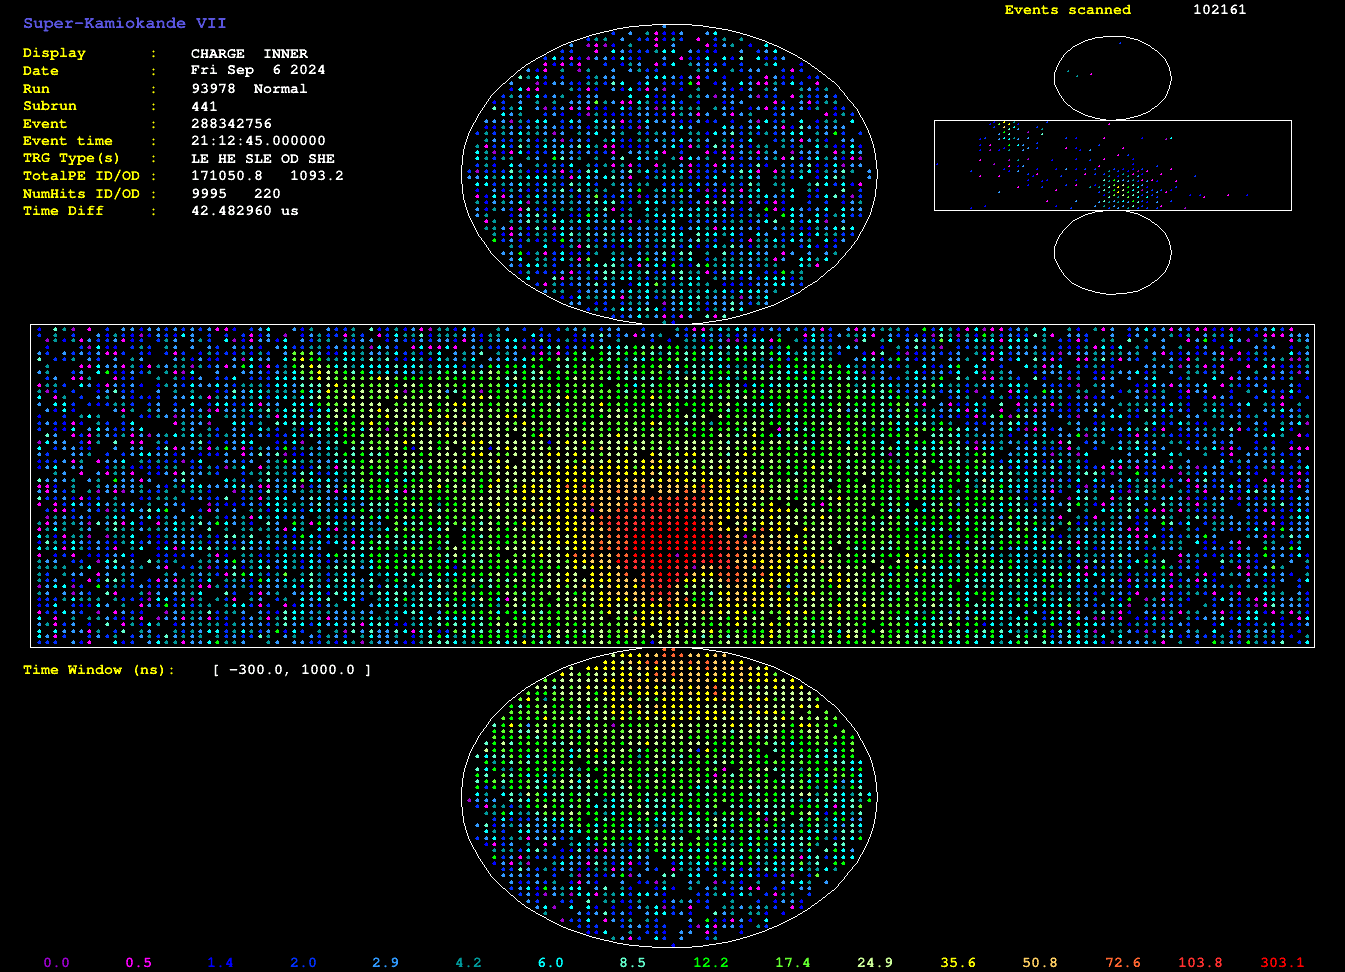 Super-Kamiokande VII
Events scanned 102161
Display : CHARGE INNER
Date : Fri Sep 6 2024
Run : 93978 Normal
Subrun : 441
Event : 288342756
Event time : 21:12:45.000000
TRG Type(s) : LE HE SLE OD SHE
TotalPE ID/OD : 171050.8 1093.2
NumHits ID/OD : 9995 220
Time Diff : 42.482960 us
Time Window (ns): [ -300.0, 1000.0 ]
0.0 0.5 1.4 2.0 2.9 4.2 6.0 8.5 12.2 17.4 24.9 35.6 50.8 72.6 103.8 303.1